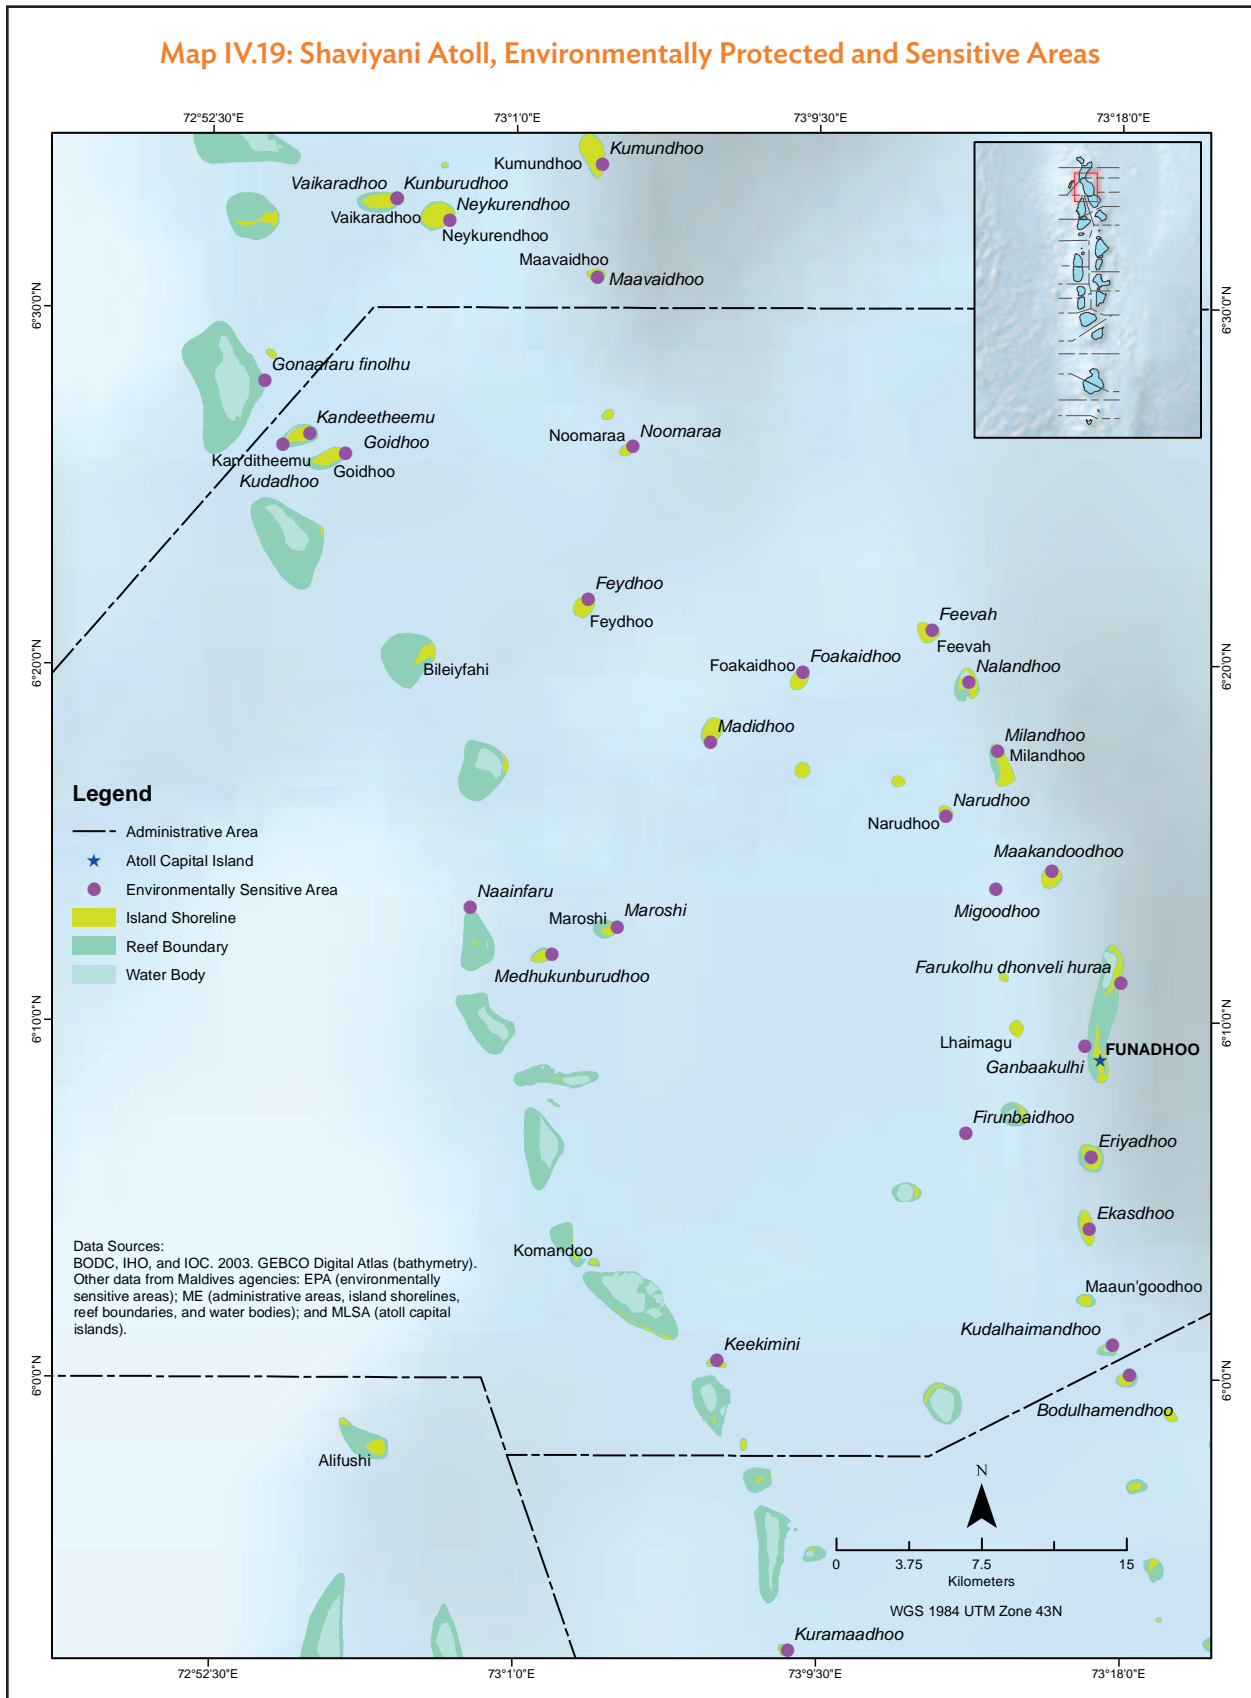 Map IV.19: Shaviyani Atoll, Environmentally Protected and Sensitive Areas
72°52'30"E
73°1'0"E
73°9'30"E
73°18'0"E
Kumundhoo
Kumundhoo
Vaikaradhoo
Kunburudhoo
Neykurendhoo
Vaikaradhoo
Neykurendhoo
Maavaidhoo
Maavaidhoo
6°30'0"N
6°30'0"N
Gonaafaru finolhu
Kandeetheemu
Noomaraa
Noomaraa
Goidhoo
Kan'ditheemu
Goidhoo
Kudadhoo
Feydhoo
Feydhoo
Feevah
Feevah
Foakaidhoo
Foakaidhoo
Nalandhoo
6°20'0"N
6°20'0"N
Bileiyfahi
Madidhoo
Milandhoo
Milandhoo
Narudhoo
Narudhoo
Legend
Administrative Area
Atoll Capital Island
Environmentally Sensitive Area
Island Shoreline
Reef Boundary
Water Body
Maakandoodhoo
Migoodhoo
Naainfaru
Maroshi
Maroshi
Medhukunburudhoo
Farukolhu dhonveli huraa
6°10'0"N
6°10'0"N
Lhaimagu
FUNADHOO
Ganbaakulhi
Firunbaidhoo
Eriyadhoo
Ekasdhoo
Komandoo
Maaun'goodhoo
Data Sources:
BODC, IHO, and IOC. 2003. GEBCO Digital Atlas (bathymetry).
Other data from Maldives agencies: EPA (environmentally
sensitive areas); ME (administrative areas, island shorelines,
reef boundaries, and water bodies); and MLSA (atoll capital
islands).
Kudalhaimandhoo
Keekimini
6°0'0"N
6°0'0"N
Bodulhamendhoo
Alifushi
N
0 3.75 7.5 15
Kilometers
WGS 1984 UTM Zone 43N
Kuramaadhoo
72°52'30"E
73°1'0"E
73°9'30"E
73°18'0"E